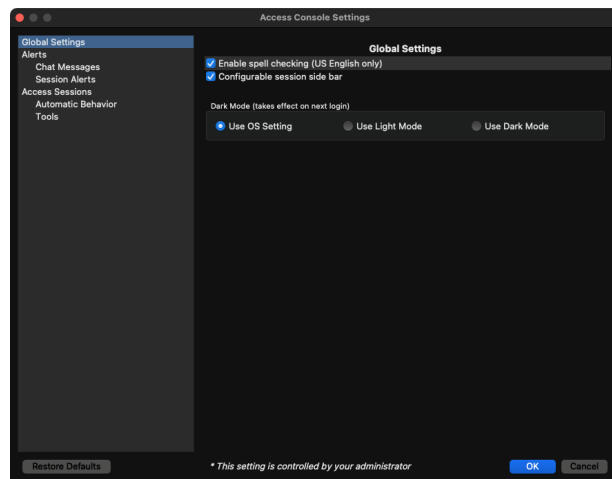 Access Console Settings
Global Settings
Alerts
Chat Messages
Session Alerts
Access Sessions
Automatic Behavior
Tools
Global Settings
Enable spell checking (US English only)
Configurable session side bar
Dark Mode (takes effect on next login)
Use OS Setting Use Light Mode Use Dark Mode
Restore Defaults * This setting is controlled by your administrator OK Cancel